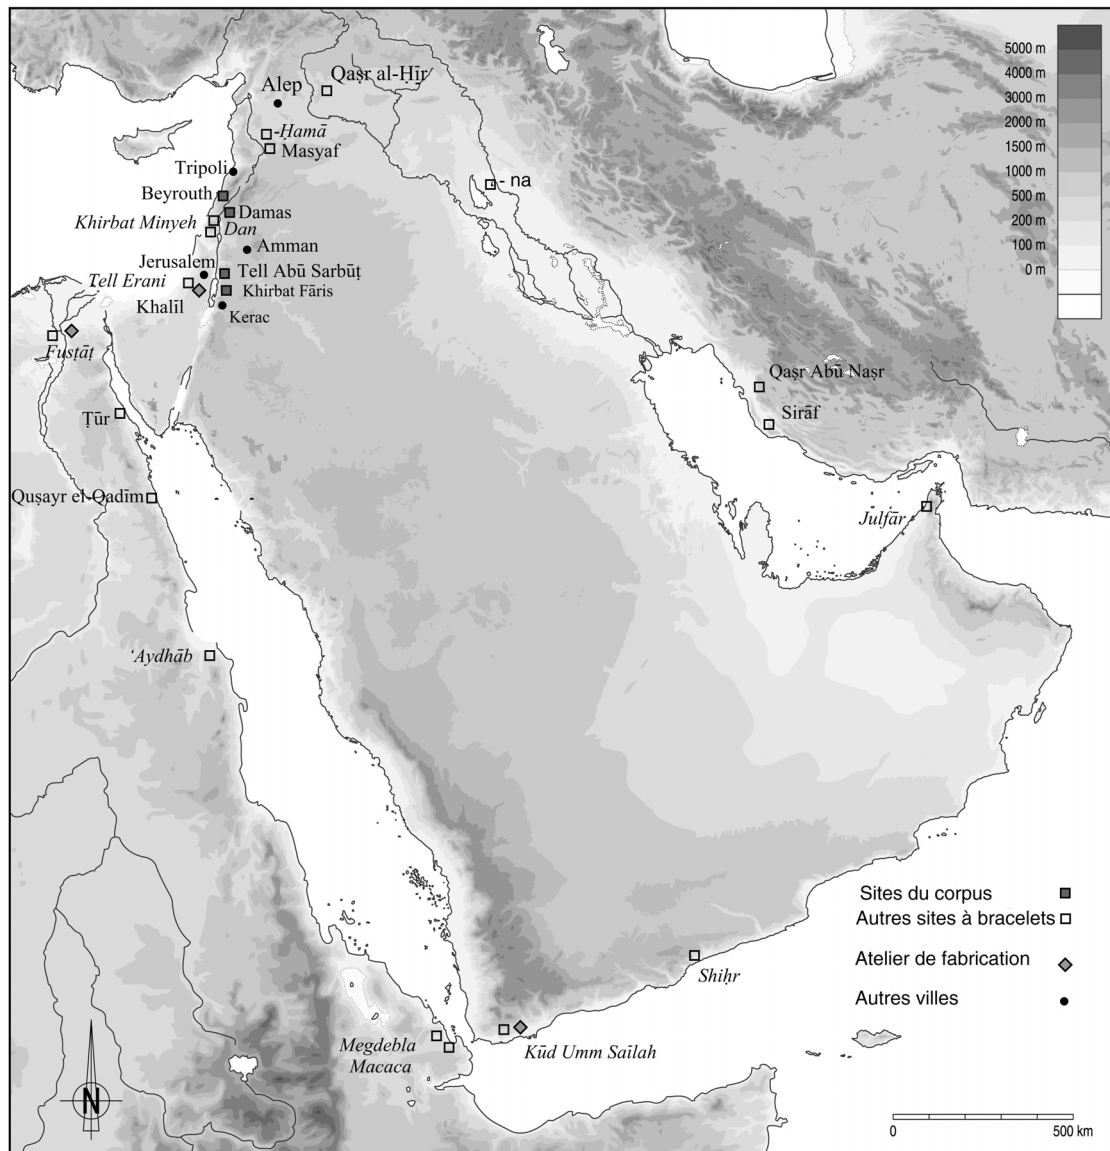 5000 m
4000 m
3000 m
2000 m
1500 m
1000 m
500 m
200 m
100 m
0 m
Qaṣr al-Ḥīr
Alep
-Ḥamā
Masyaf
Tripoli
- na
Beyrouth
Damas
Khirbat Minyeh
Dan
Amman
Jerusalem
Tell Abū Sarbūṭ
Tell Erani
Khirbat Fāris
Khalīl
Kerac
Fusṭāṭ
Qaṣr Abū Naṣr
Sirāf
Ṭūr
Quṣayr el-Qadīm
Julfār
‘Aydhāb
Sites du corpus
Autres sites à bracelets
Atelier de fabrication
Shiḥr
Autres villes
Megdebla
Macaca
Kūd Umm Saīlah
N
0 500 km